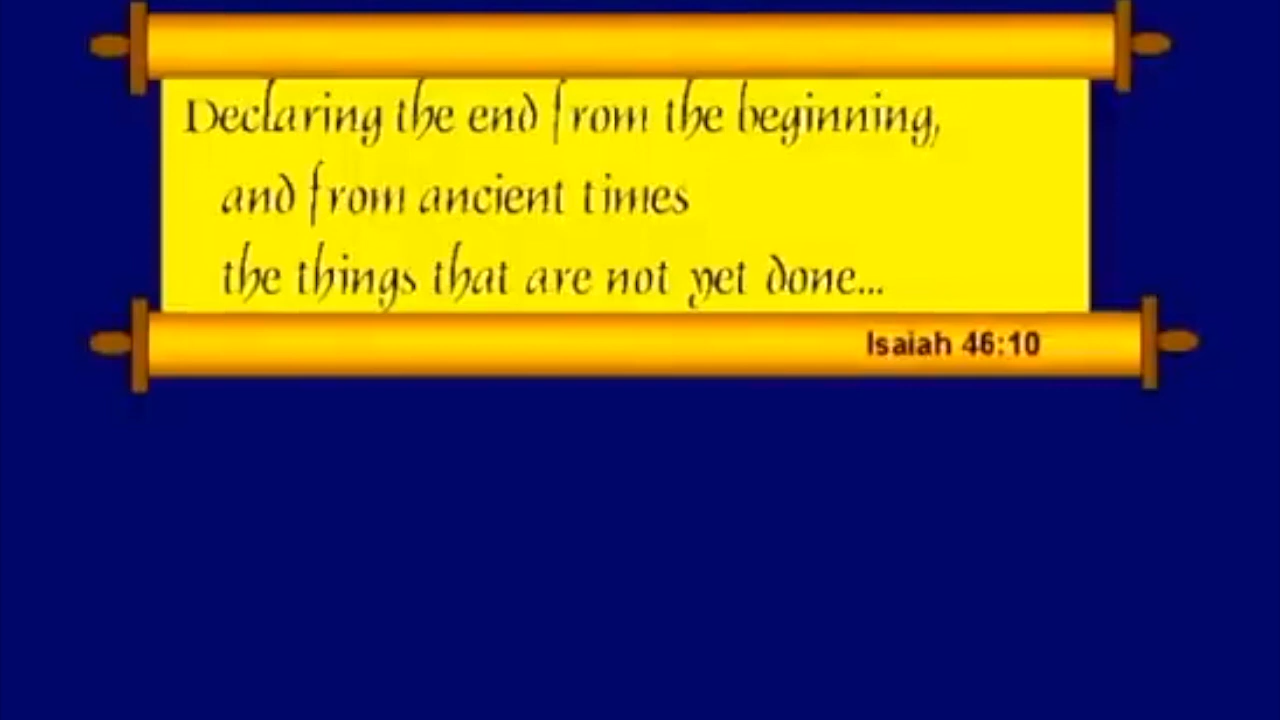 Declaring the end from the beginning,
and from ancient times
the things that are not yet done...
Isaiah 46:10